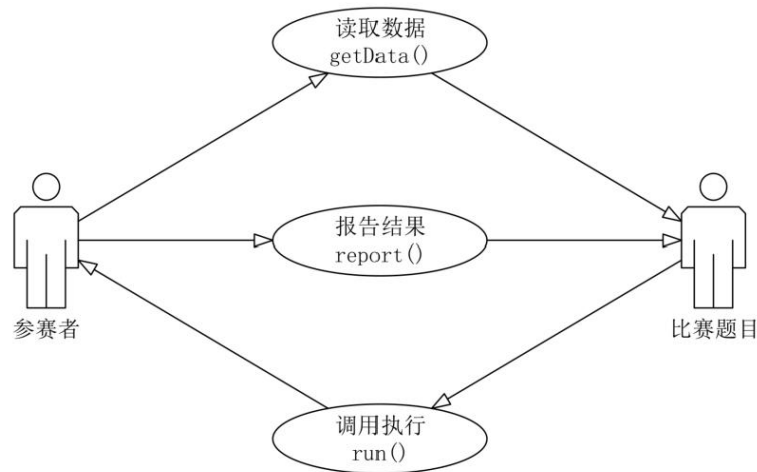 读取数据
getData()
报告结果
report()
参赛者
比赛题目
调用执行
run()